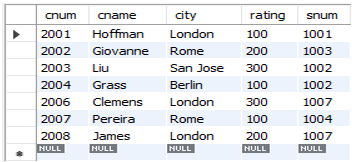 cnum cname city rating snum
2001 Hoffman London 100 1001
2002 Giovanne Rome 200 1003
2003 Liu San Jose 300 1002
2004 Grass Berlin 100 1002
2006 Clemens London 300 1007
2007 Pereira Rome 100 1004
2008 James London 200 1007
NULL NULL NULL NULL NULL